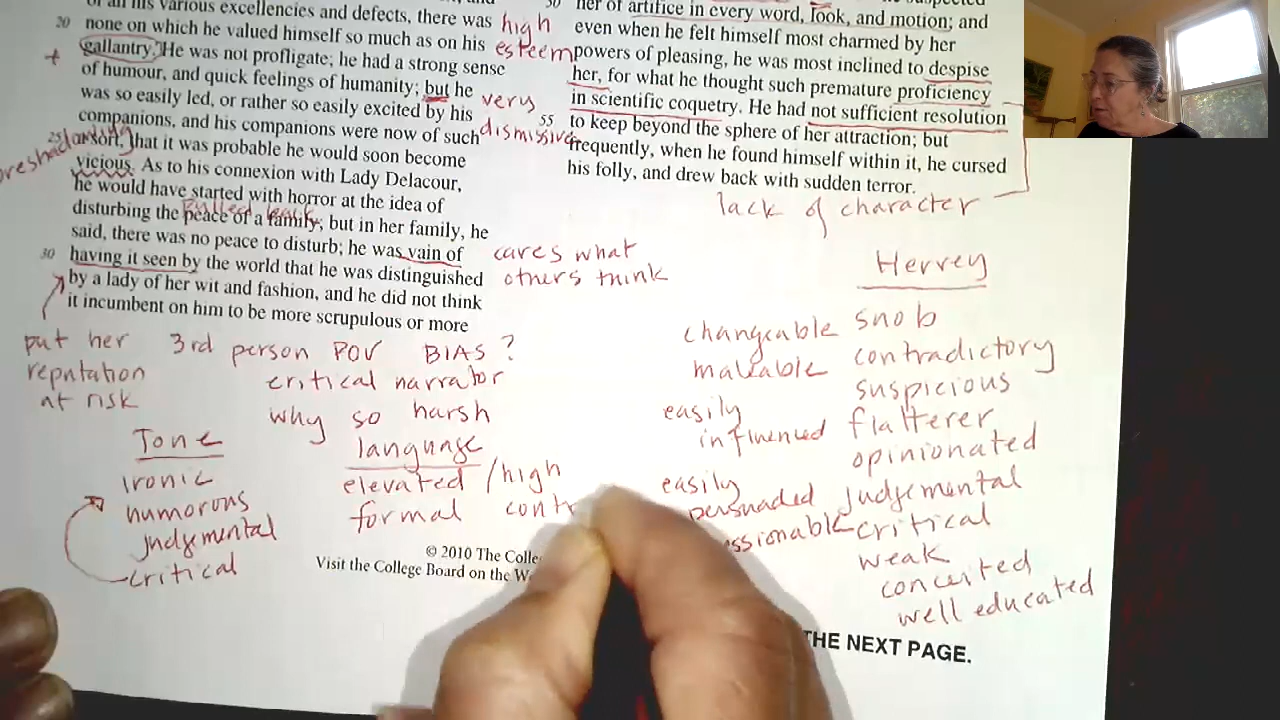 of all his various excellencies and defects, there was
20 none on which he valued himself so much as on his
gallantry. He was not profligate; he had a strong sense
of humour, and quick feelings of humanity; but he
was so easily led, or rather so easily excited by his
companions, and his companions were now of such
25 a sort, that it was probable he would soon become
vicious. As to his connexion with Lady Delacour,
he would have started with horror at the idea of
disturbing the peace of a family; but in her family, he
said, there was no peace to disturb; he was vain of
30 having it seen by the world that he was distinguished
by a lady of her wit and fashion, and he did not think
it incumbent on him to be more scrupulous or more
high
esteem
+
very
dismissive
cares what
others think
50
her of artifice in every word, look, and motion; and
even when he felt himself most charmed by her
powers of pleasing, he was most inclined to despise
her, for what he thought such premature proficiency
in scientific coquetry. He had not sufficient resolution
55 to keep beyond the sphere of her attraction; but
frequently, when he found himself within it, he cursed
his folly, and drew back with sudden terror.
lack of character
put her
reputation
at risk
3rd person POV BIAS?
critical narrator
why so harsh
Tone
ironic
humorous
judgemental
critical
language
elevated / high
formal contr
Hervey
changeable snob
maleable contradictory
suspicious
easily flatterer
influenced opinionated
easily judgemental
persuaded critical
ssionable weak
conceited
well educated
© 2010 The Colle
Visit the College Board on the W
THE NEXT PAGE.